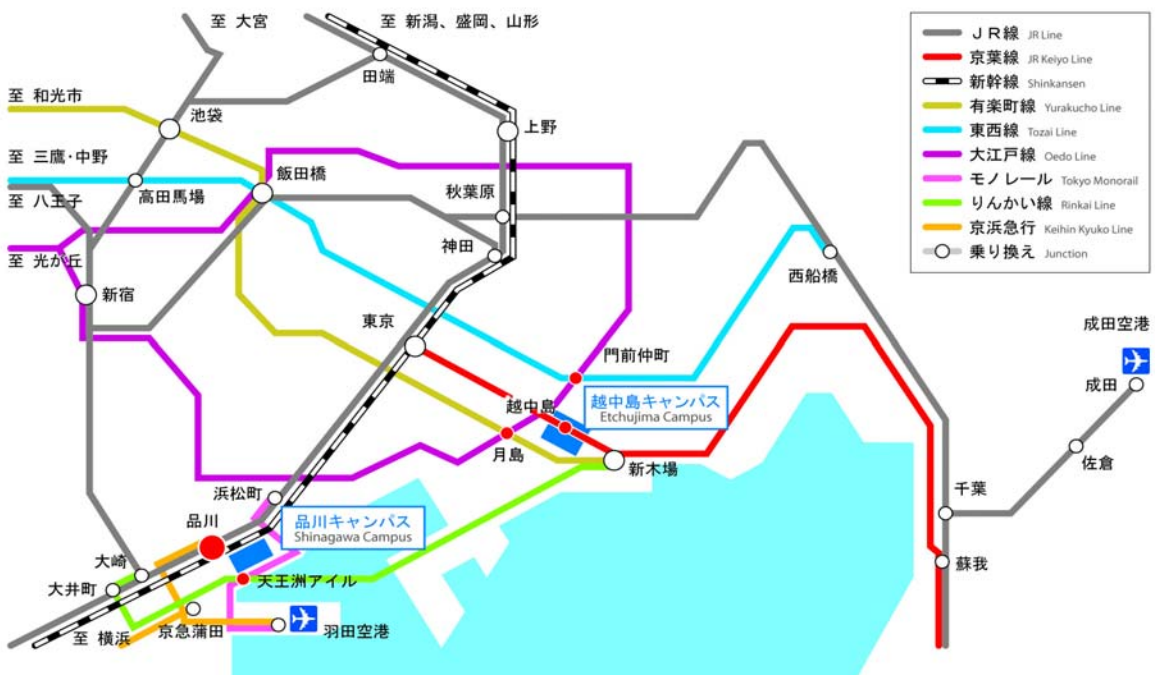 至 大宮
至 新潟、盛岡、山形
田端
至 和光市
池袋
上野
至 三鷹・中野
飯田橋
高田馬場
秋葉原
至 八王子
神田
至 光が丘
新宿
東京
西船橋
門前仲町
越中島
越中島キャンパス
Etchujima Campus
月島
新木場
浜松町
品川
品川キャンパス
Shinagawa Campus
大崎
大井町
天王洲アイル
至 横浜
京急蒲田
羽田空港
成田空港
成田
佐倉
千葉
蘇我
JR線 JR Line
京葉線 JR Keiyo Line
新幹線 Shinkansen
有楽町線 Yurakucho Line
東西線 Tozai Line
大江戸線 Oedo Line
モノレール Tokyo Monorail
りんかい線 Rinkai Line
京浜急行 Keihin Kyuko Line
乗り換え Junction